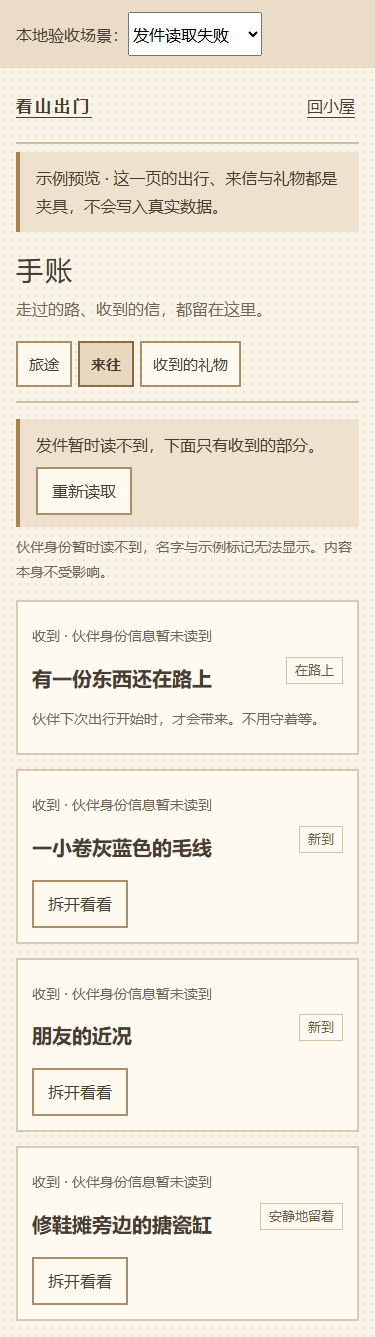 本地验收场景： 发件读取失败
看山出门 回小屋
示例预览 · 这一页的出行、来信与礼物都是
夹具，不会写入真实数据。
手账
走过的路、收到的信，都留在这里。
旅途 来往 收到的礼物
发件暂时读不到，下面只有收到的部分。
重新读取
伙伴身份暂时读不到，名字与示例标记无法显示。内容
本身不受影响。
收到 · 伙伴身份信息暂未读到
有一份东西还在路上 在路上
伙伴下次出行开始时，才会带来。不用守着等。
收到 · 伙伴身份信息暂未读到
一小卷灰蓝色的毛线 新到
拆开看看
收到 · 伙伴身份信息暂未读到
朋友的近况 新到
拆开看看
收到 · 伙伴身份信息暂未读到
修鞋摊旁边的搪瓷缸 安静地留着
拆开看看